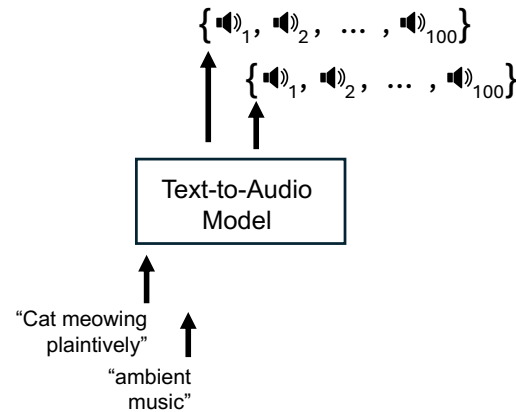 {🔊1, 🔊2, ... , 🔊100}
{🔊1, 🔊2, ... , 🔊100}
Text-to-Audio
Model
“Cat meowing
plaintively”
“ambient
music”